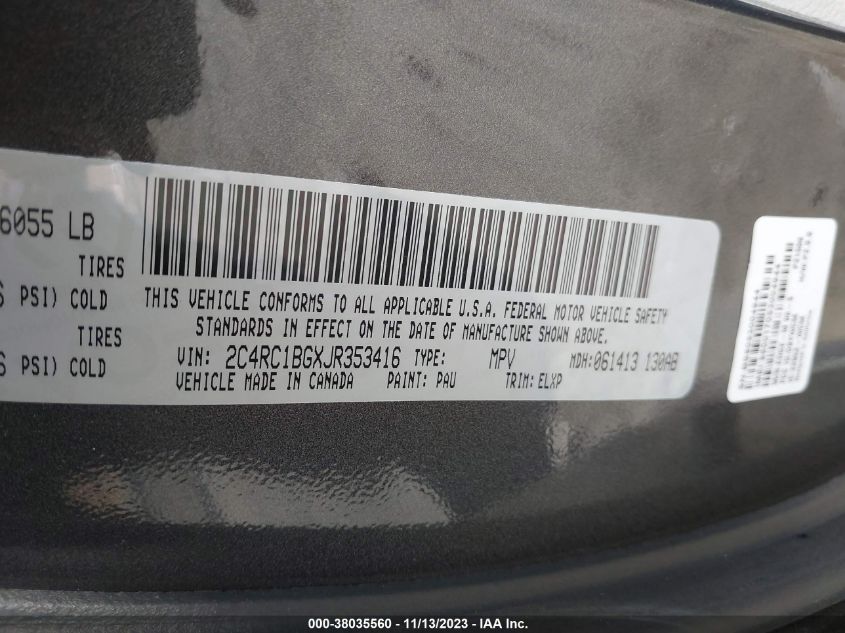 6055 LB
TIRES
PSI) COLD
TIRES
PSI) COLD
THIS VEHICLE CONFORMS TO ALL APPLICABLE U.S.A. FEDERAL MOTOR VEHICLE SAFETY
STANDARDS IN EFFECT ON THE DATE OF MANUFACTURE SHOWN ABOVE.
VIN: 2C4RC1BGXJR353416 TYPE: MPV MDH:061413 130AB
VEHICLE MADE IN CANADA PAINT: PAU TRIM: ELXP
000-38035560 - 11/13/2023 - IAA Inc.